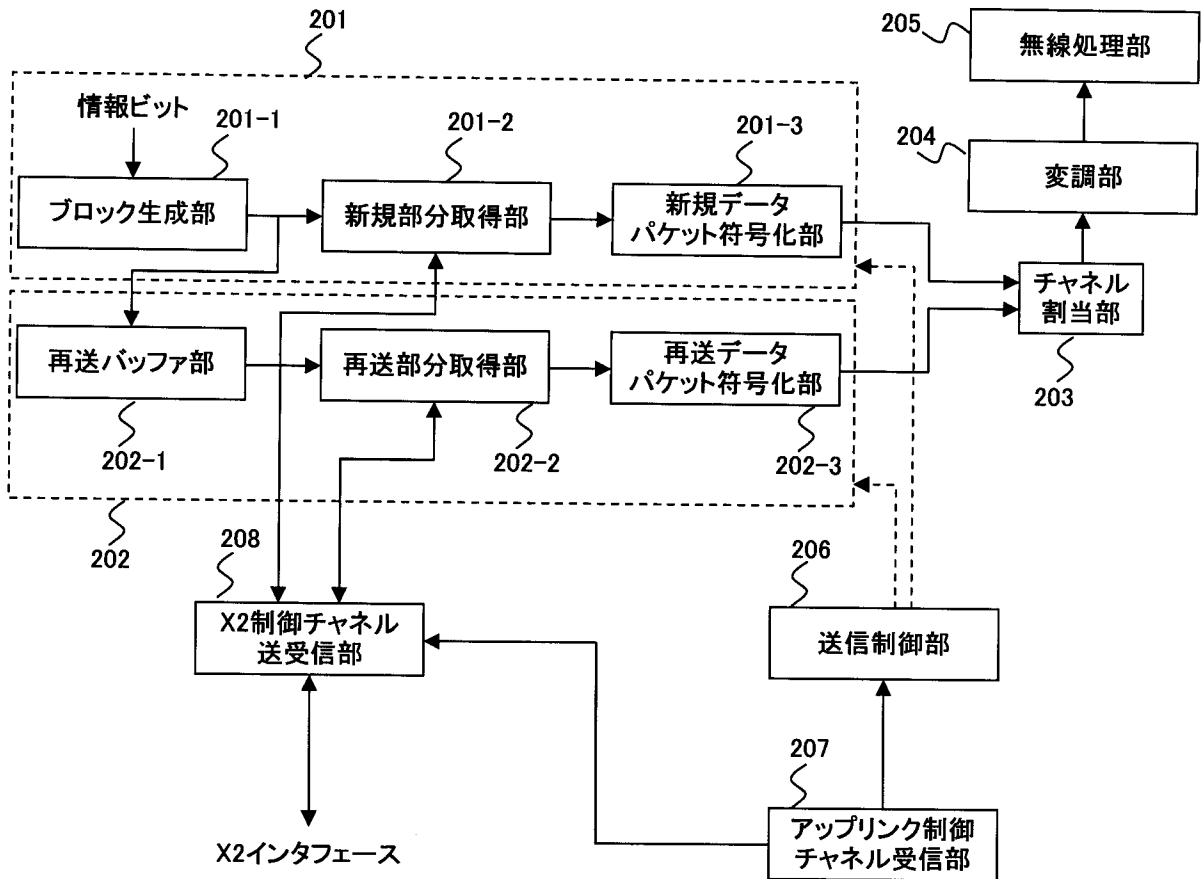 201
205
無線処理部
情報ビット
201-1
201-2
201-3
204
変調部
ブロック生成部
新規部分取得部
新規データ
パケット符号化部
チャネル
割当部
203
再送バッファ部
再送部分取得部
再送データ
パケット符号化部
202-1
202-2
202-3
202
208
206
X2制御チャネル
送受信部
送信制御部
207
アップリンク制御
チャネル受信部
X2インタフェース